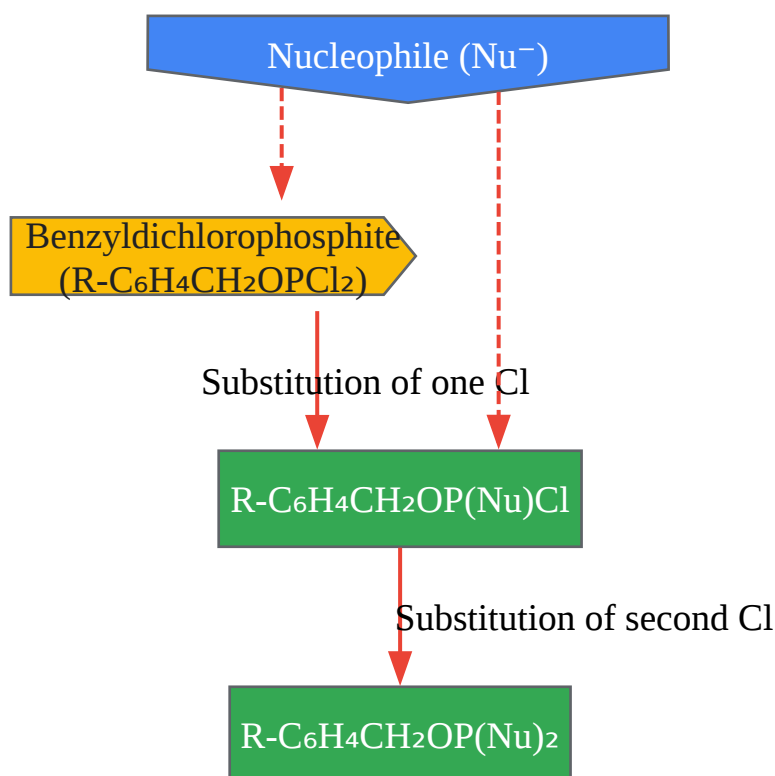 Nucleophile (Nu⁻)
Benzyldichlorophosphite
(R-C₆H₄CH₂OPCl₂)
Substitution of one Cl
R-C₆H₄CH₂OP(Nu)Cl
Substitution of second Cl
R-C₆H₄CH₂OP(Nu)₂